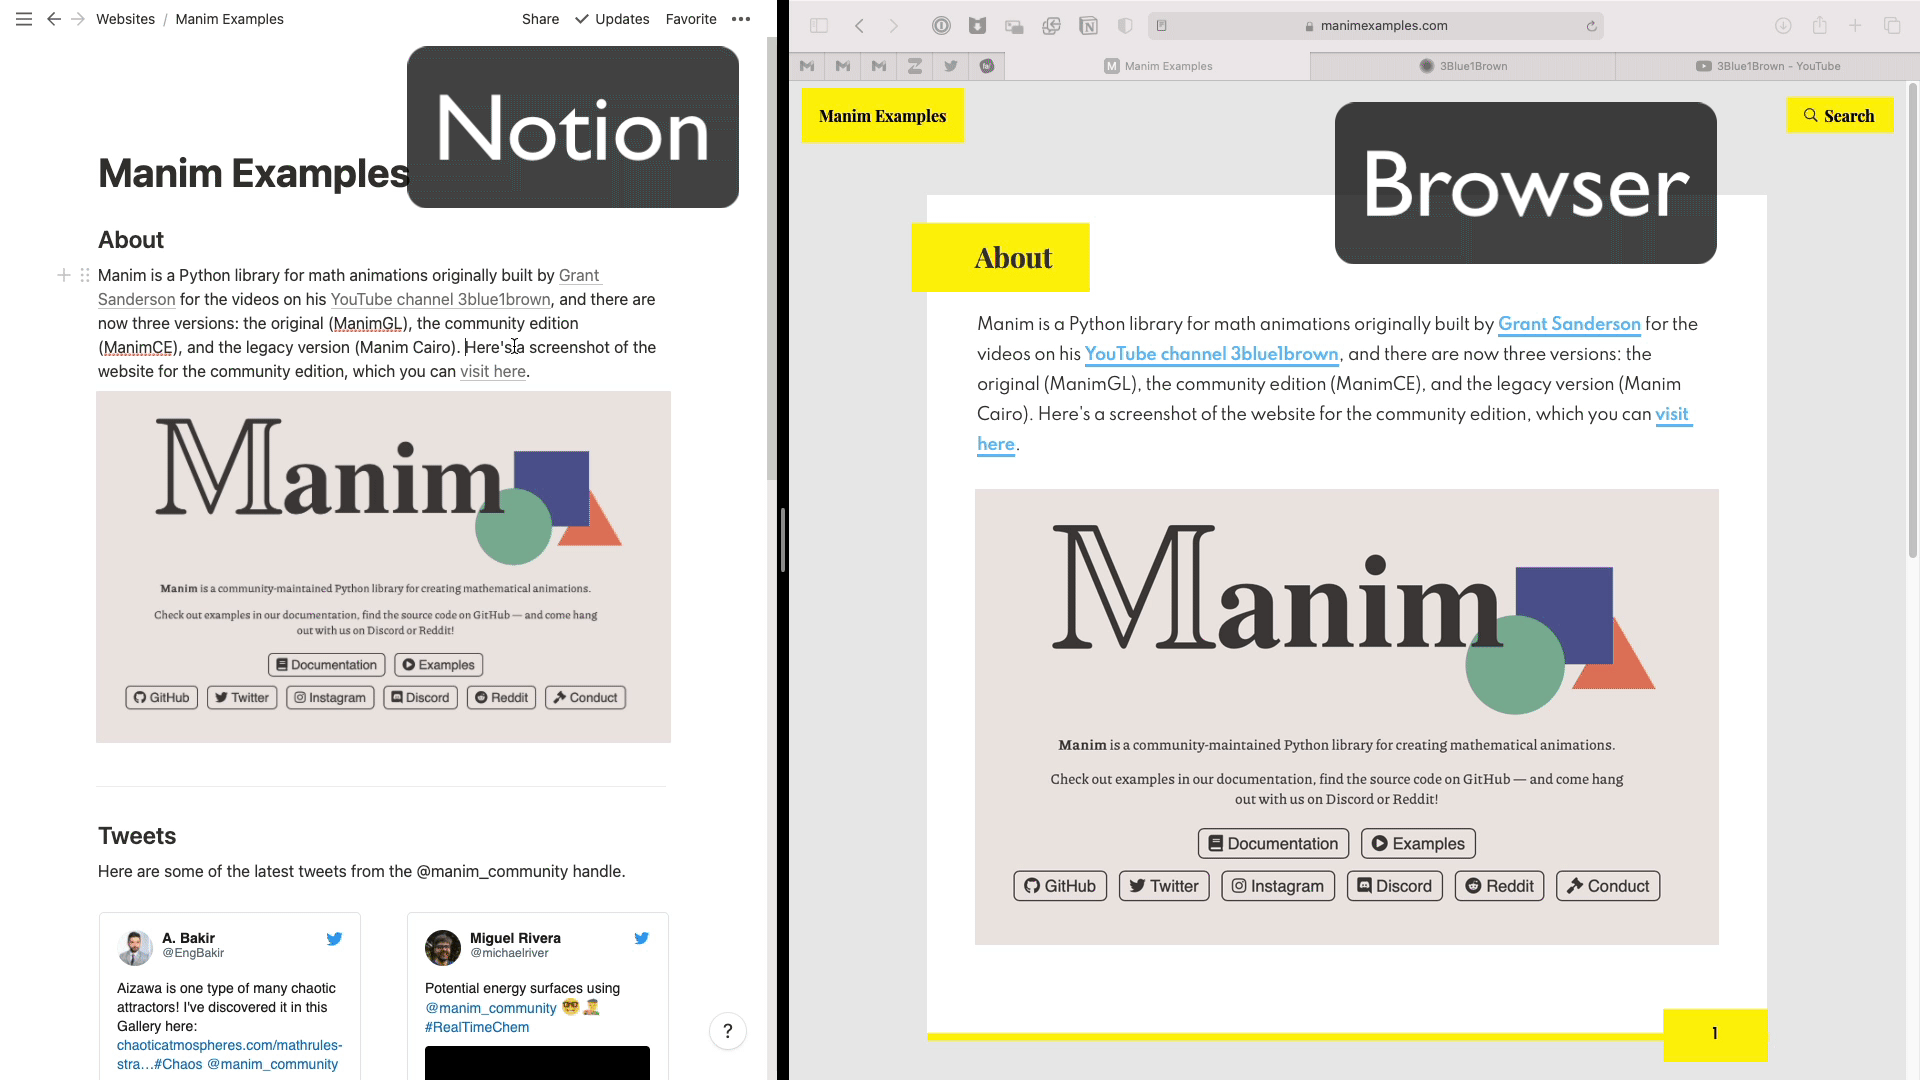 Websites / Manim Examples
Share Updates Favorite
Notion
Manim Examples
About
Manim is a Python library for math animations originally built by Grant
Sanderson for the videos on his YouTube channel 3blue1brown, and there are
now three versions: the original (ManimGL), the community edition
(ManimCE), and the legacy version (Manim Cairo). Here's a screenshot of the
website for the community edition, which you can visit here.
Manim
Manim is a community-maintained Python library for creating mathematical animations.
Check out examples in our documentation, find the source code on GitHub — and come hang
out with us on Discord or Reddit!
Documentation Examples
GitHub Twitter Instagram Discord Reddit Conduct
Tweets
Here are some of the latest tweets from the @manim_community handle.
A. Bakir
@EngBakir
Aizawa is one type of many chaotic
attractors! I've discovered it in this
Gallery here:
chaoticatmospheres.com/mathrules-
stra…#Chaos @manim_community
Miguel Rivera
@michaelriver
Potential energy surfaces using
@manim_community 🤓👨‍🏫
#RealTimeChem
?
manimexamples.com
Manim Examples
3Blue1Brown
3Blue1Brown - YouTube
Manim Examples
Search
Browser
About
Manim is a Python library for math animations originally built by Grant Sanderson for the
videos on his YouTube channel 3blue1brown, and there are now three versions: the
original (ManimGL), the community edition (ManimCE), and the legacy version (Manim
Cairo). Here's a screenshot of the website for the community edition, which you can visit
here.
Manim
Manim is a community-maintained Python library for creating mathematical animations.
Check out examples in our documentation, find the source code on GitHub — and come hang
out with us on Discord or Reddit!
Documentation Examples
GitHub Twitter Instagram Discord Reddit Conduct
1